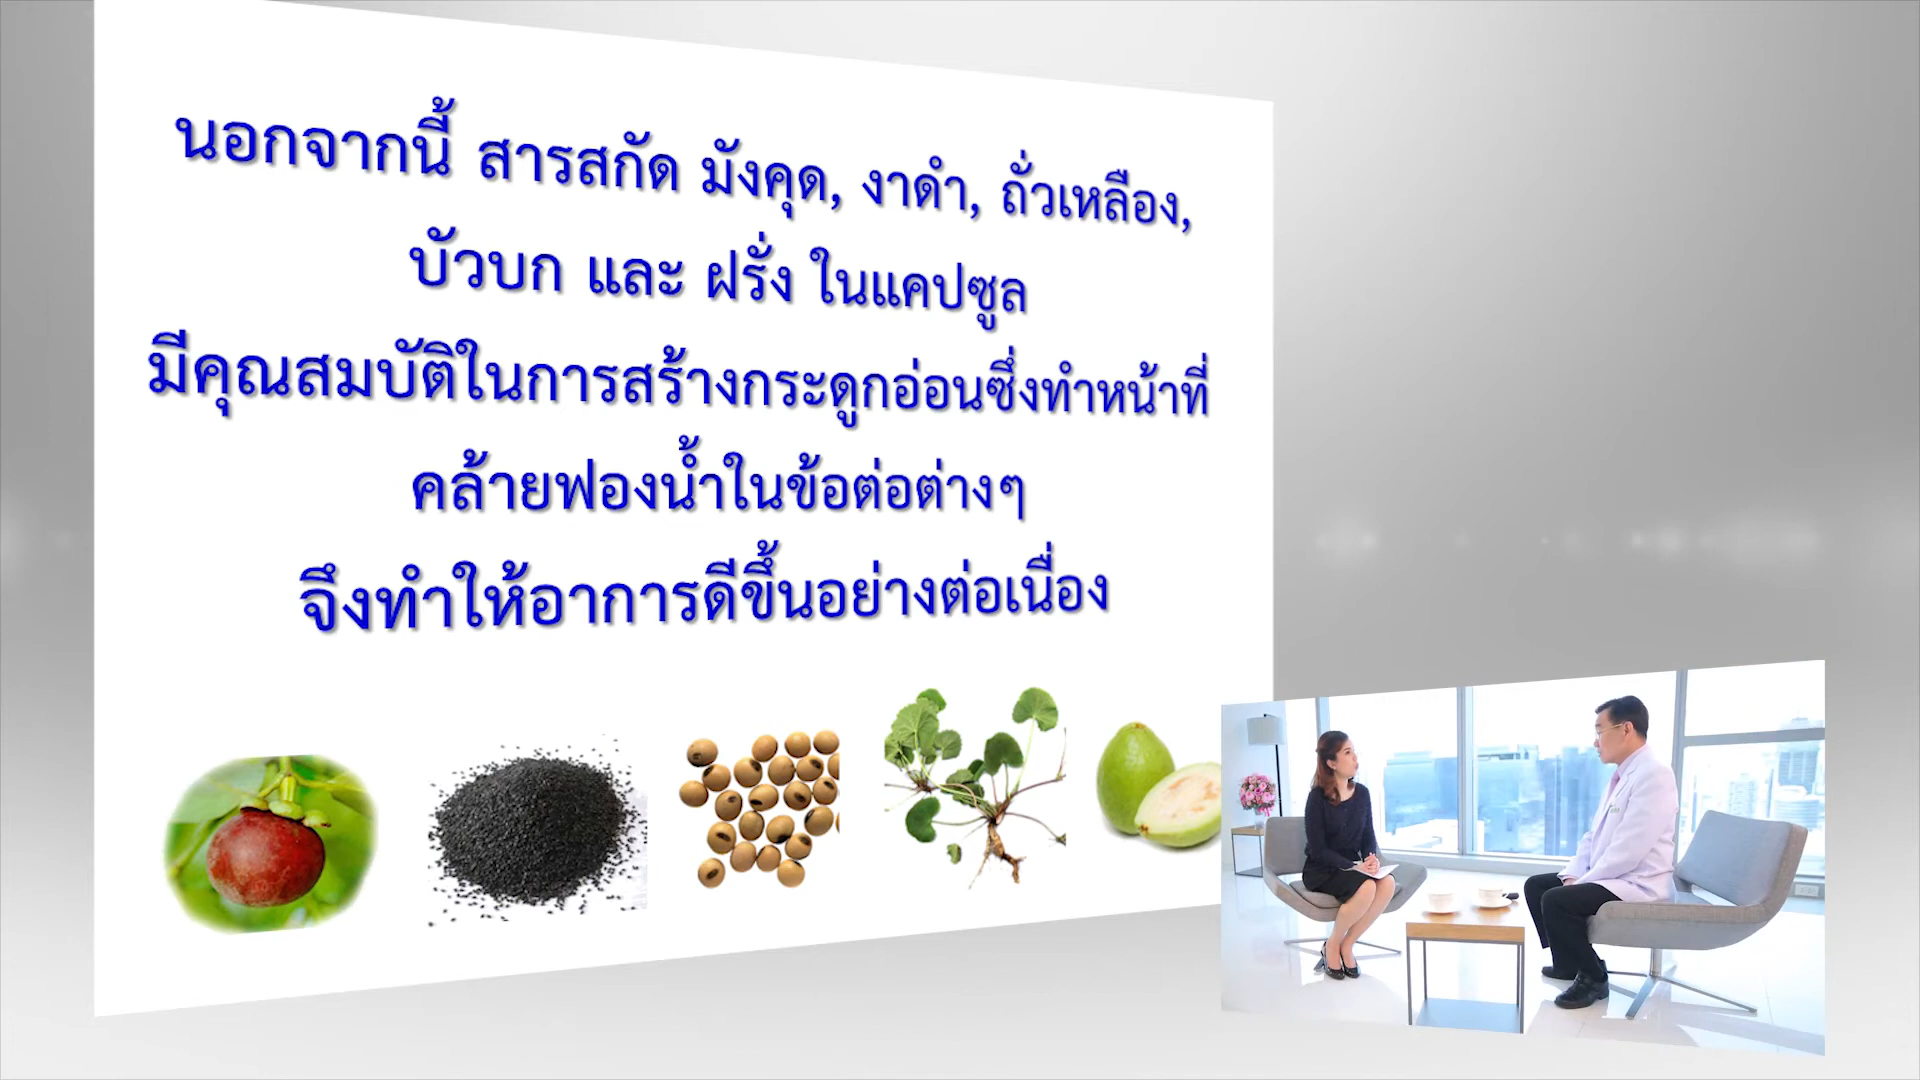 นอกจากนี้ สารสกัด มังคุด, งาดำ, ถั่วเหลือง,
บัวบก และ ฝรั่ง ในแคปซูล
มีคุณสมบัติในการสร้างกระดูกอ่อนซึ่งทำหน้าที่
คล้ายฟองน้ำในข้อต่อต่างๆ
จึงทำให้อาการดีขึ้นอย่างต่อเนื่อง